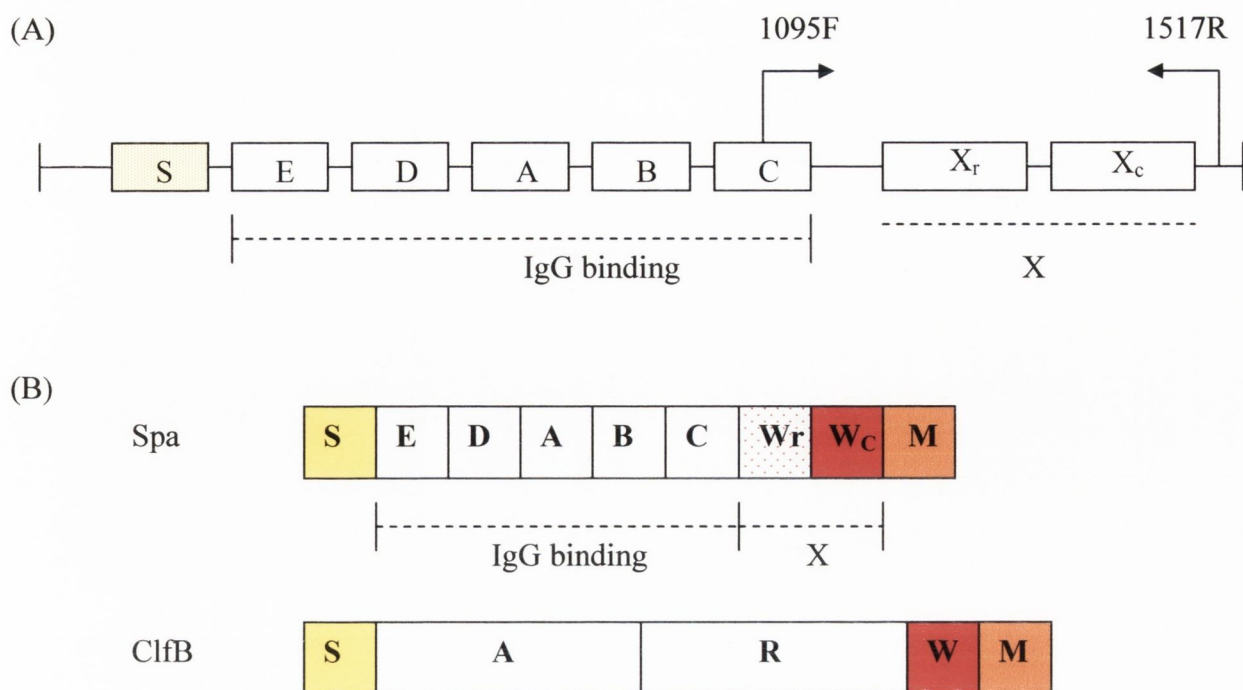 (A)
1095F 1517R
S E D A B C Xr Xc
IgG binding X
(B)
Spa S E D A B C Wr WC M
IgG binding X
ClfB S A R W M